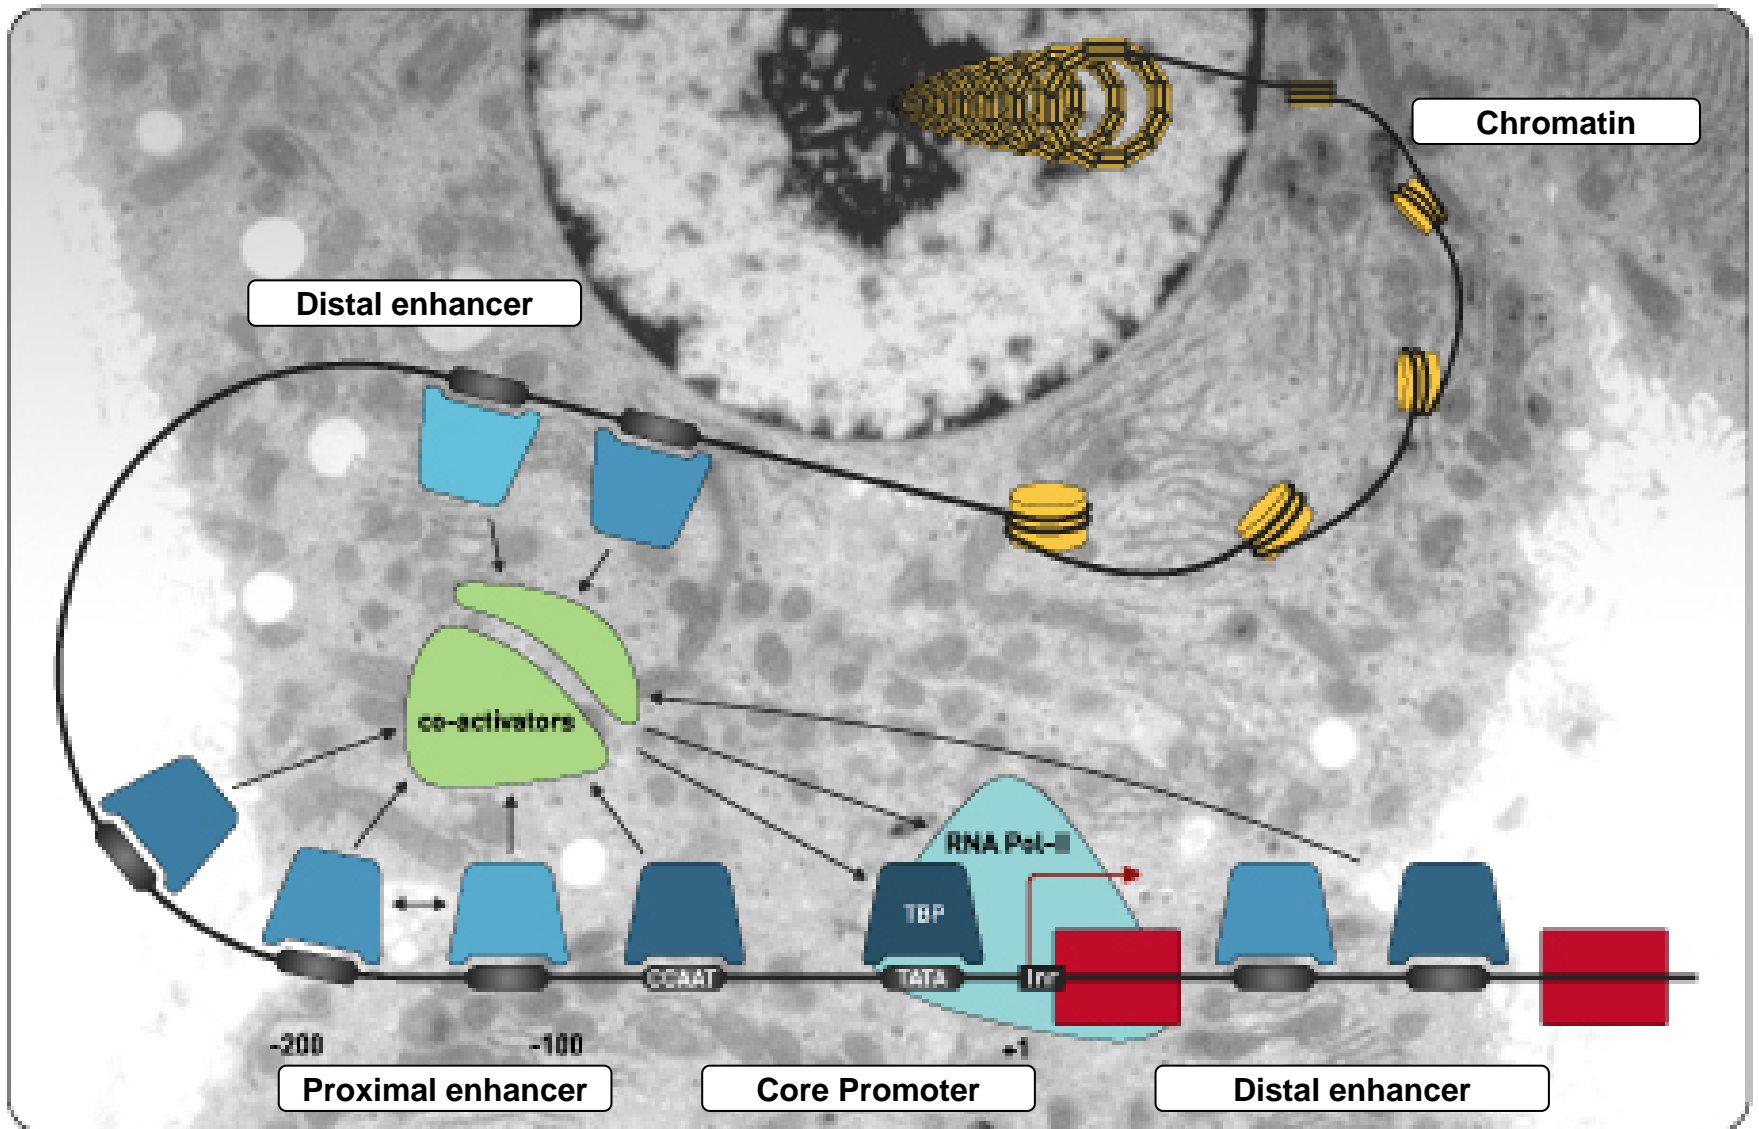 Chromatin
Distal enhancer
co-activators
RNA Pol-II
TBP
CCAAT
TATA
Inr
-200
-100
+1
Proximal enhancer
Core Promoter
Distal enhancer